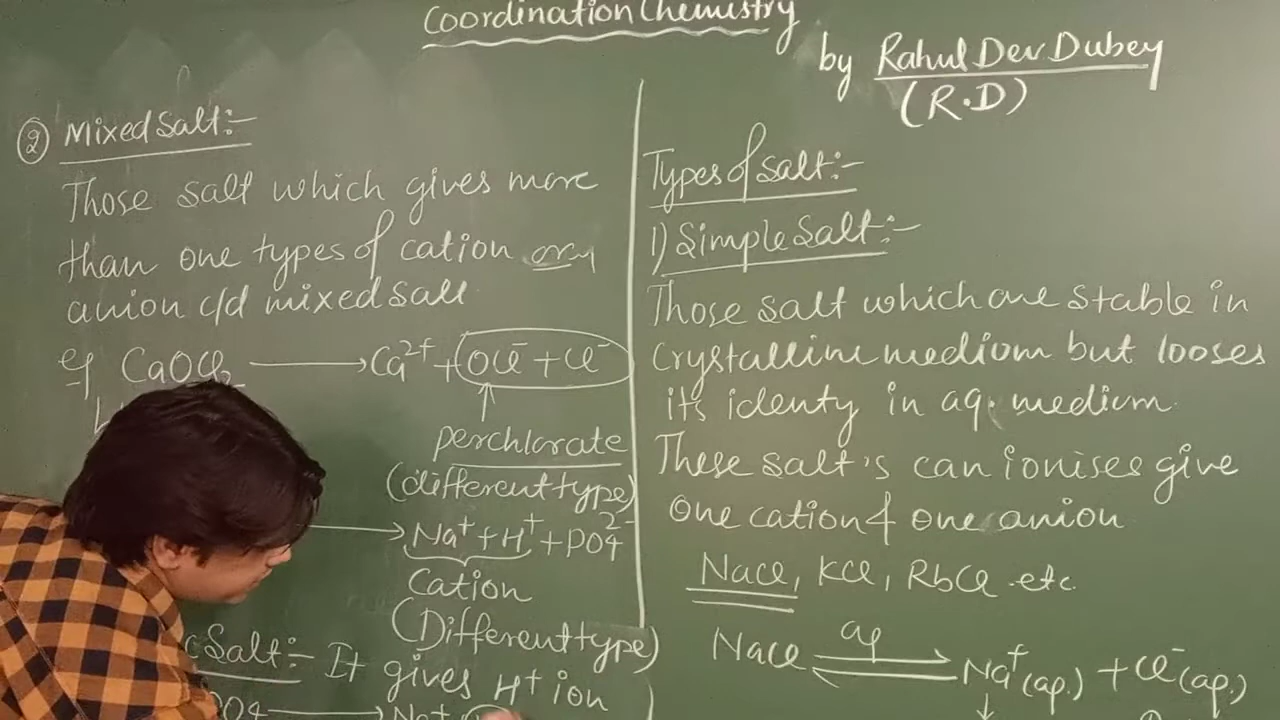 Coordination Chemistry
by Rahul Dev Dubey
(R.D)
② Mixed Salt:-
Those salt which gives more
than one types of cation or
anion c/d mixed salt
eg CaOCl2 → Ca2+ + OCl- + Cl-
perchlorate
(different type)
→ Na+ + H+ + PO4 2-
Cation
(Different type)
c Salt:- It gives H+ ion
PO4 → Na+
Types of salt:-
1) Simple Salt:-
Those salt which are stable in
Crystalline medium but looses
its identy in aq. medium.
These salt's can ionises give
One cation & one anion
NaCl, KCl, RbCl etc.
NaCl aq ⇌ Na+ (aq.) + Cl- (aq.)